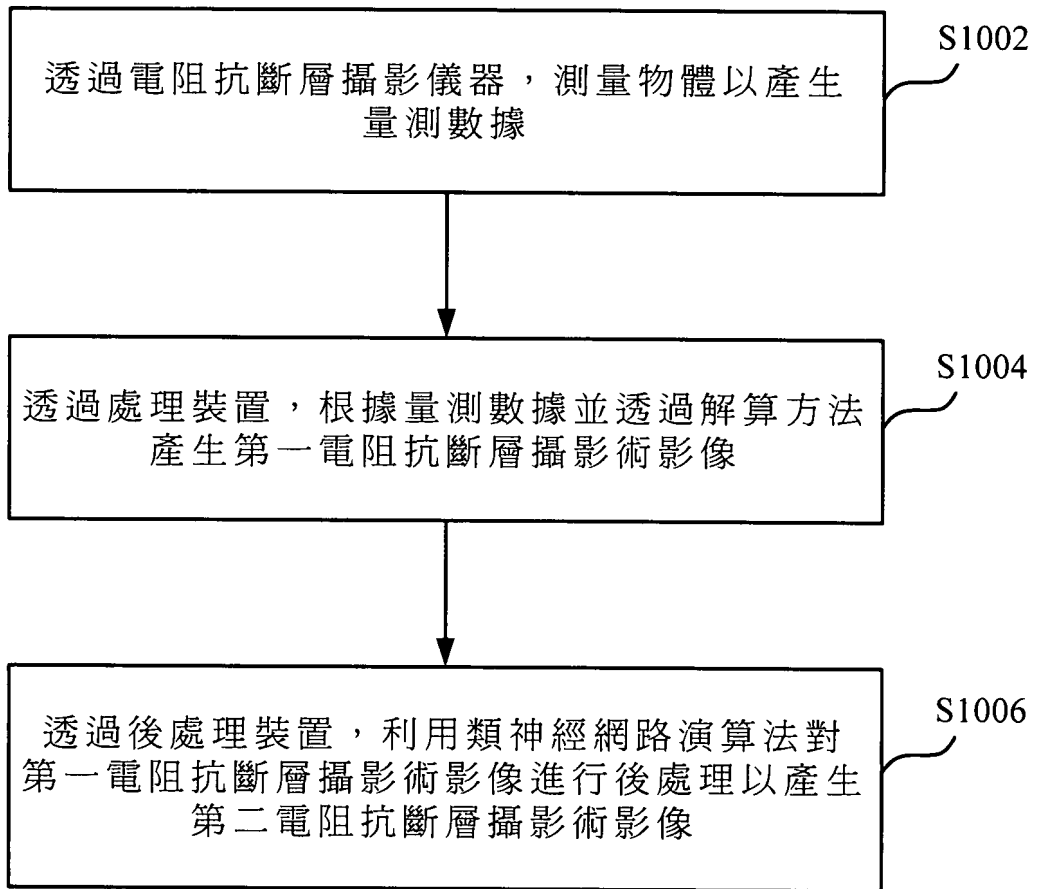 S1002
透過電阻抗斷層攝影儀器，測量物體以產生
量測數據
S1004
透過處理裝置，根據量測數據並透過解算方法
產生第一電阻抗斷層攝影術影像
S1006
透過後處理裝置，利用類神經網路演算法對
第一電阻抗斷層攝影術影像進行後處理以產生
第二電阻抗斷層攝影術影像